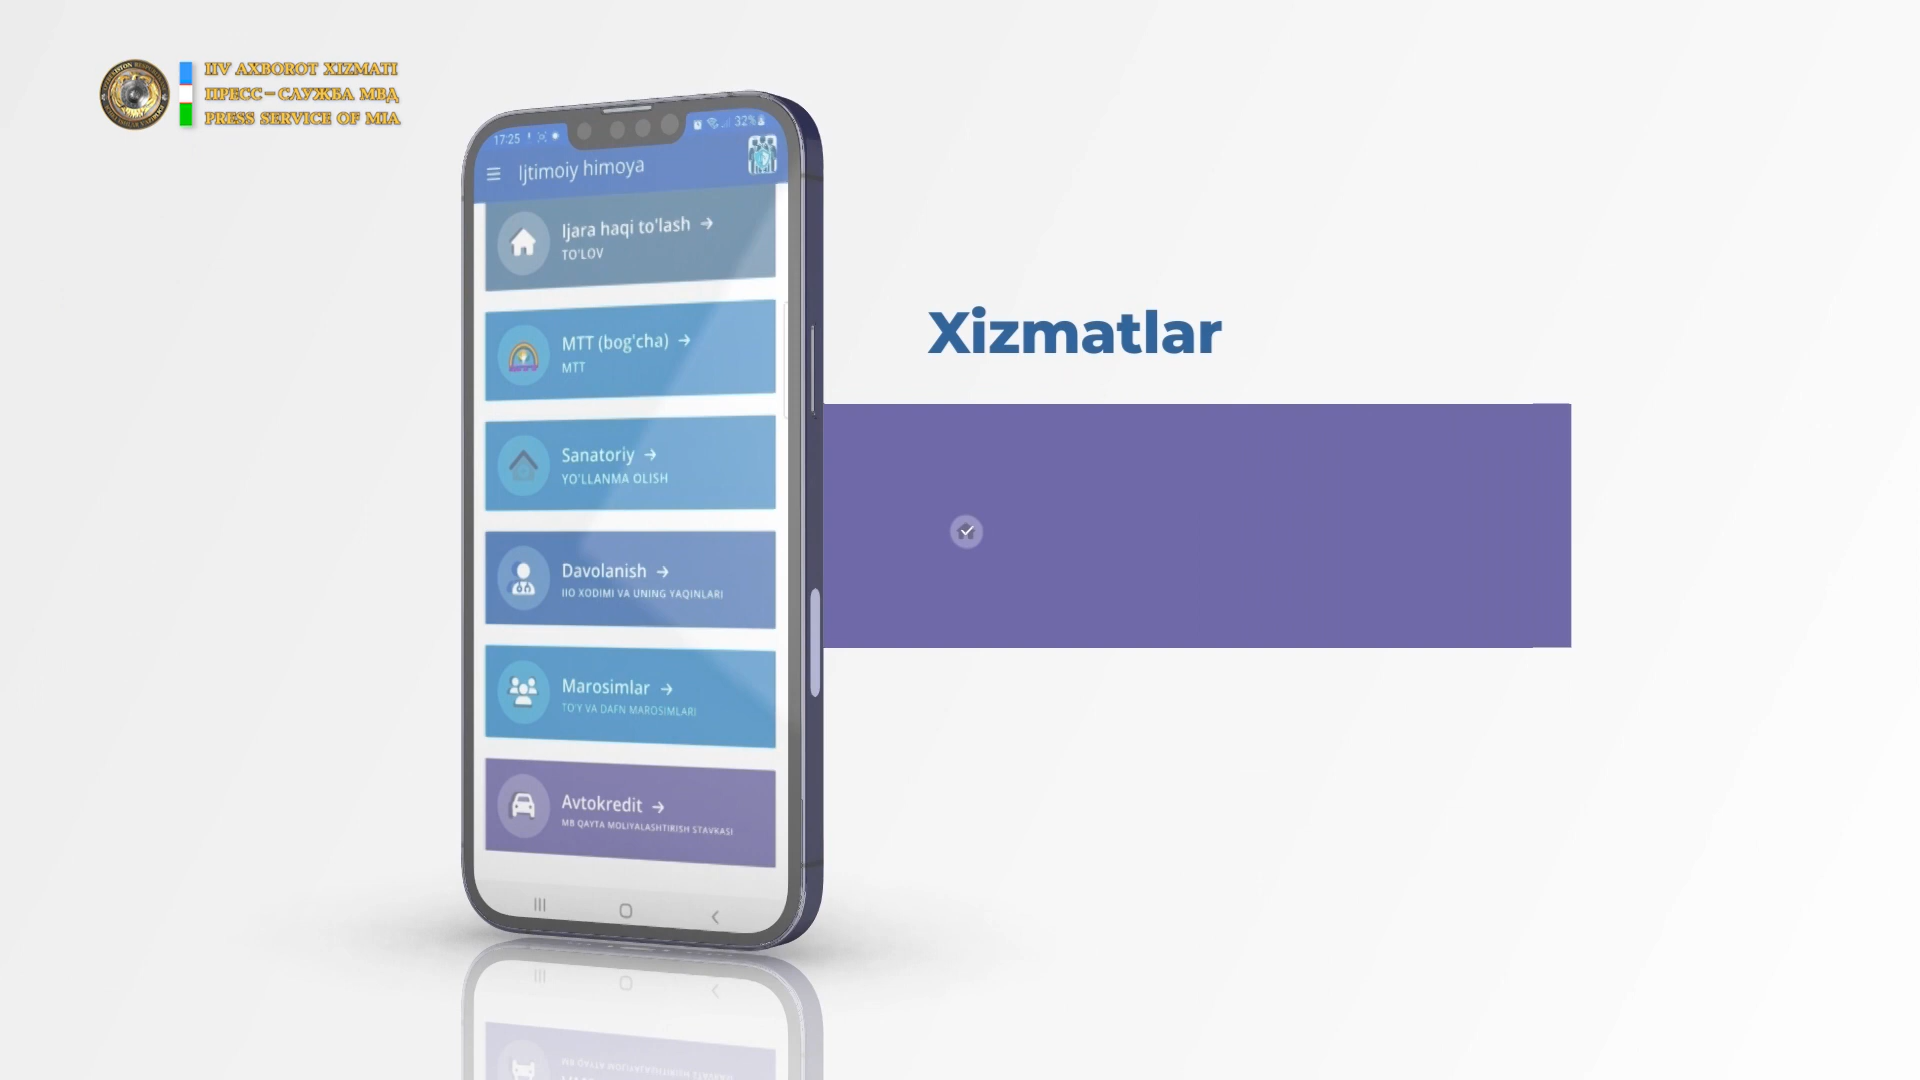 IIV AXBOROT XIZMATI
ПРЕСС-СЛУЖБА МВД
PRESS SERVICE OF MIA
17:25
32%
Ijtimoiy himoya
Ijara haqi to'lash →
TO'LOV
MTT (bog'cha) →
MTT
Sanatoriy →
YO'LLANMA OLISH
Davolanish →
IIO XODIMI VA UNING YAQINLARI
Marosimlar →
TO'Y VA DAFN MAROSIMLARI
Avtokredit →
MB QAYTA MOLIYALASHTIRISH STAVKASI
Xizmatlar